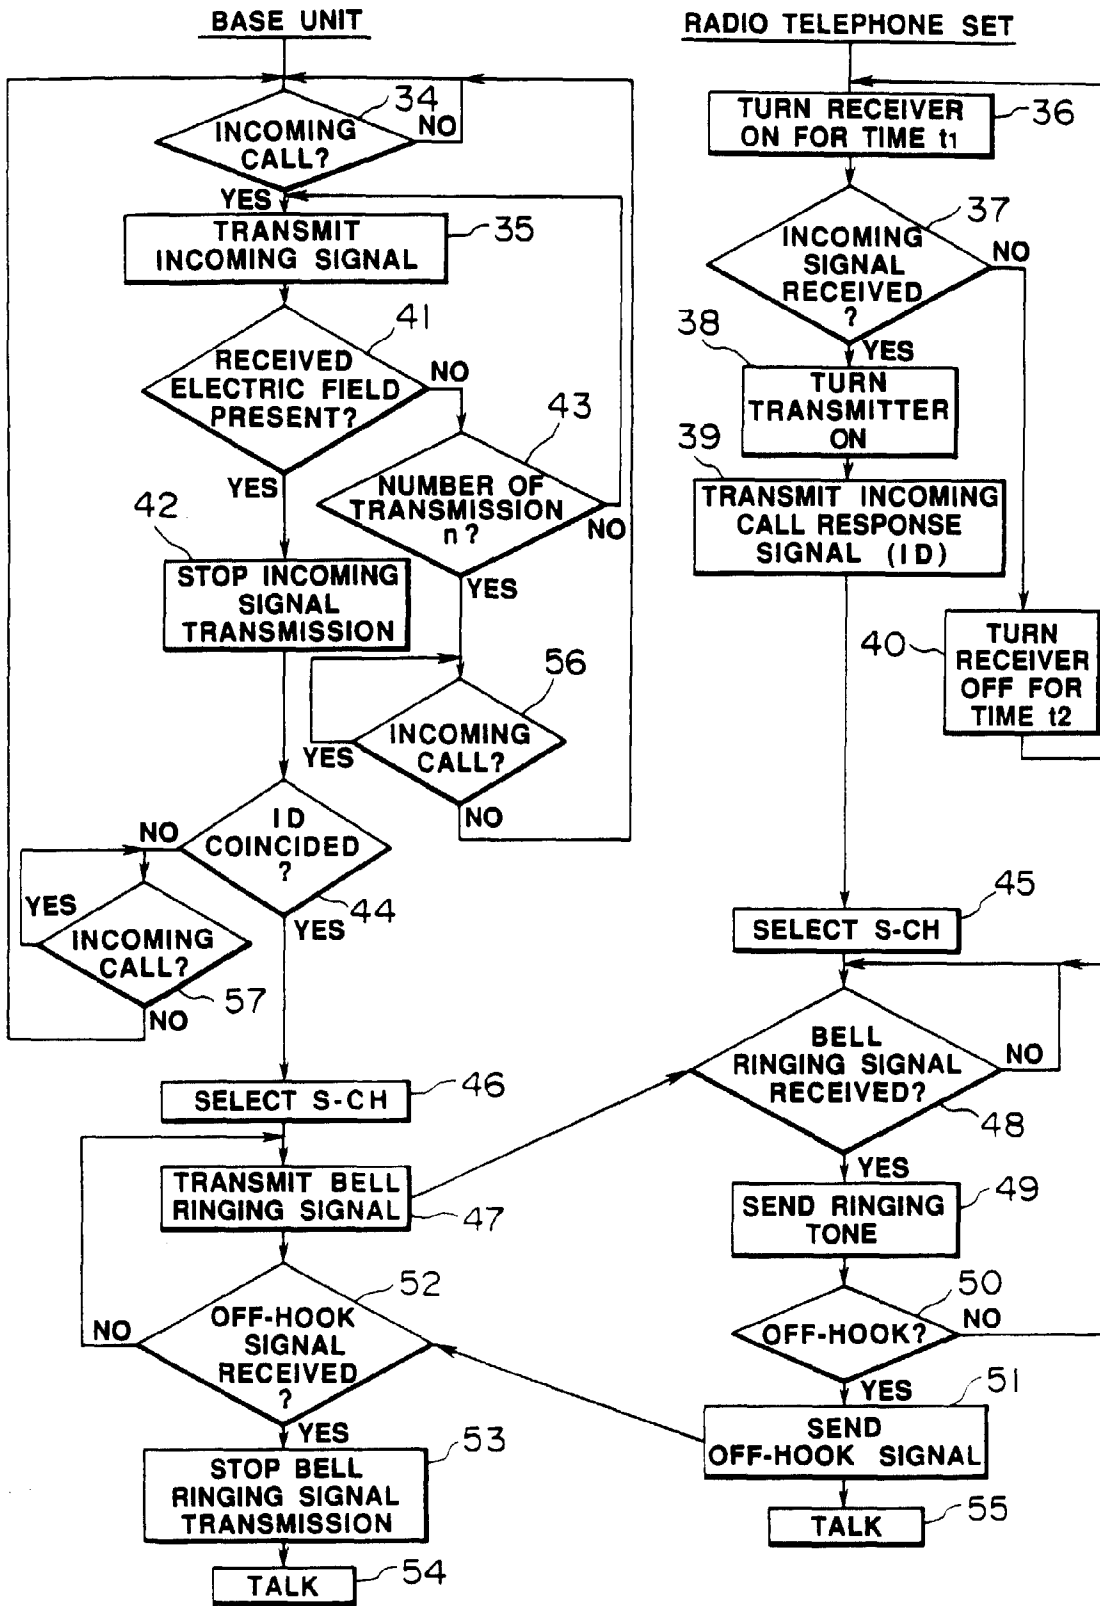 BASE UNIT
34
INCOMING
CALL?
NO
YES
TRANSMIT
INCOMING SIGNAL
35
41
RECEIVED
ELECTRIC FIELD
PRESENT?
NO
YES
43
NUMBER OF
TRANSMISSION
n?
NO
YES
42
STOP INCOMING
SIGNAL
TRANSMISSION
56
INCOMING
CALL?
YES
NO
ID
COINCIDED
?
NO
44
YES
YES
INCOMING
CALL?
57
NO
46
SELECT S-CH
TRANSMIT BELL
RINGING SIGNAL
47
52
OFF-HOOK
SIGNAL
RECEIVED
?
NO
YES
53
STOP BELL
RINGING SIGNAL
TRANSMISSION
TALK
54
RADIO TELEPHONE SET
TURN RECEIVER
ON FOR TIME t1
36
37
INCOMING
SIGNAL
RECEIVED
?
NO
38
YES
TURN
TRANSMITTER
ON
39
TRANSMIT INCOMING
CALL RESPONSE
SIGNAL (ID)
40
TURN
RECEIVER
OFF FOR
TIME t2
45
SELECT S-CH
BELL
RINGING SIGNAL
RECEIVED?
NO
48
YES
49
SEND RINGING
TONE
50
OFF-HOOK?
NO
YES
51
SEND
OFF-HOOK SIGNAL
TALK
55